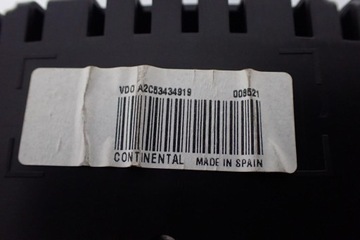 VDO A2C53434919 008521
CONTINENTAL MADE IN SPAIN